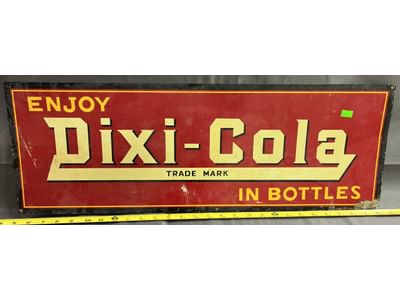 ENJOY
Dixi-Cola
TRADE MARK
IN BOTTLES